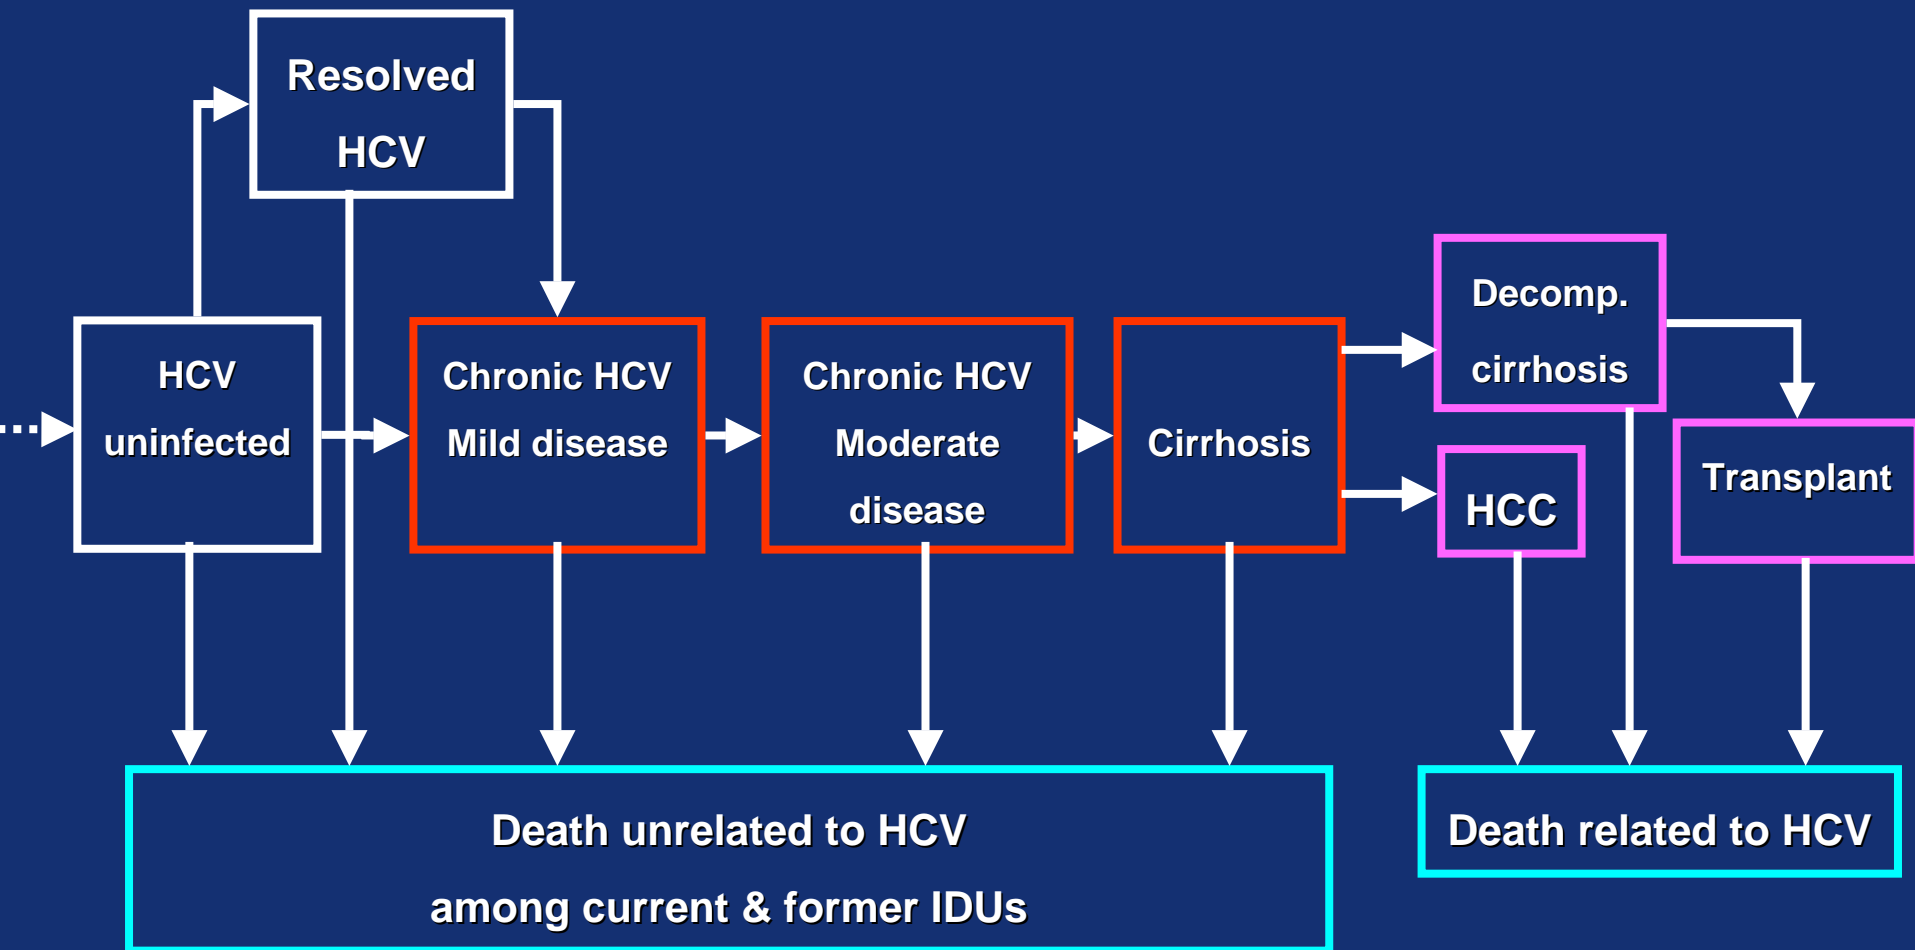 Resolved
HCV
HCV
uninfected
Chronic HCV
Mild disease
Chronic HCV
Moderate
disease
Cirrhosis
Decomp.
cirrhosis
HCC
Transplant
Death unrelated to HCV
among current & former IDUs
Death related to HCV